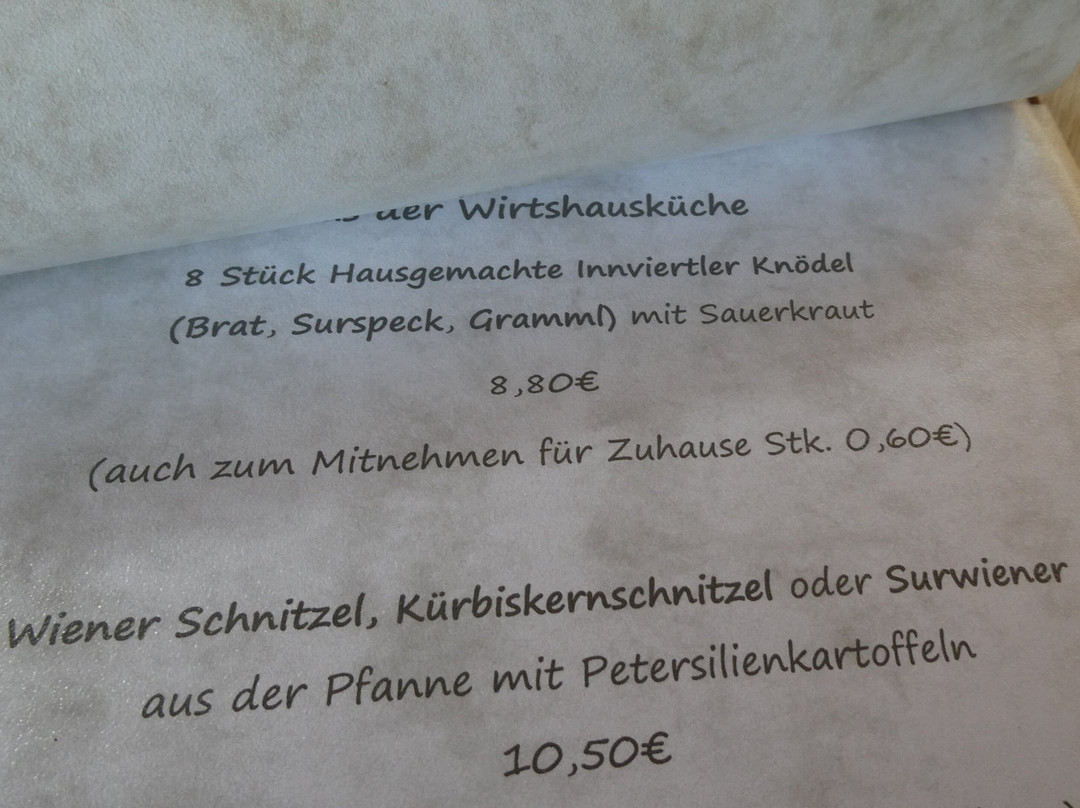 der Wirtshausküche
8 Stück Hausgemachte Innviertler Knödel
(Brat, Surspeck, Gramml) mit Sauerkraut
8,80€
(auch zum Mitnehmen für Zuhause Stk. 0,60€)
Wiener Schnitzel, Kürbiskernschnitzel oder Surwiener
aus der Pfanne mit Petersilienkartoffeln
10,50€